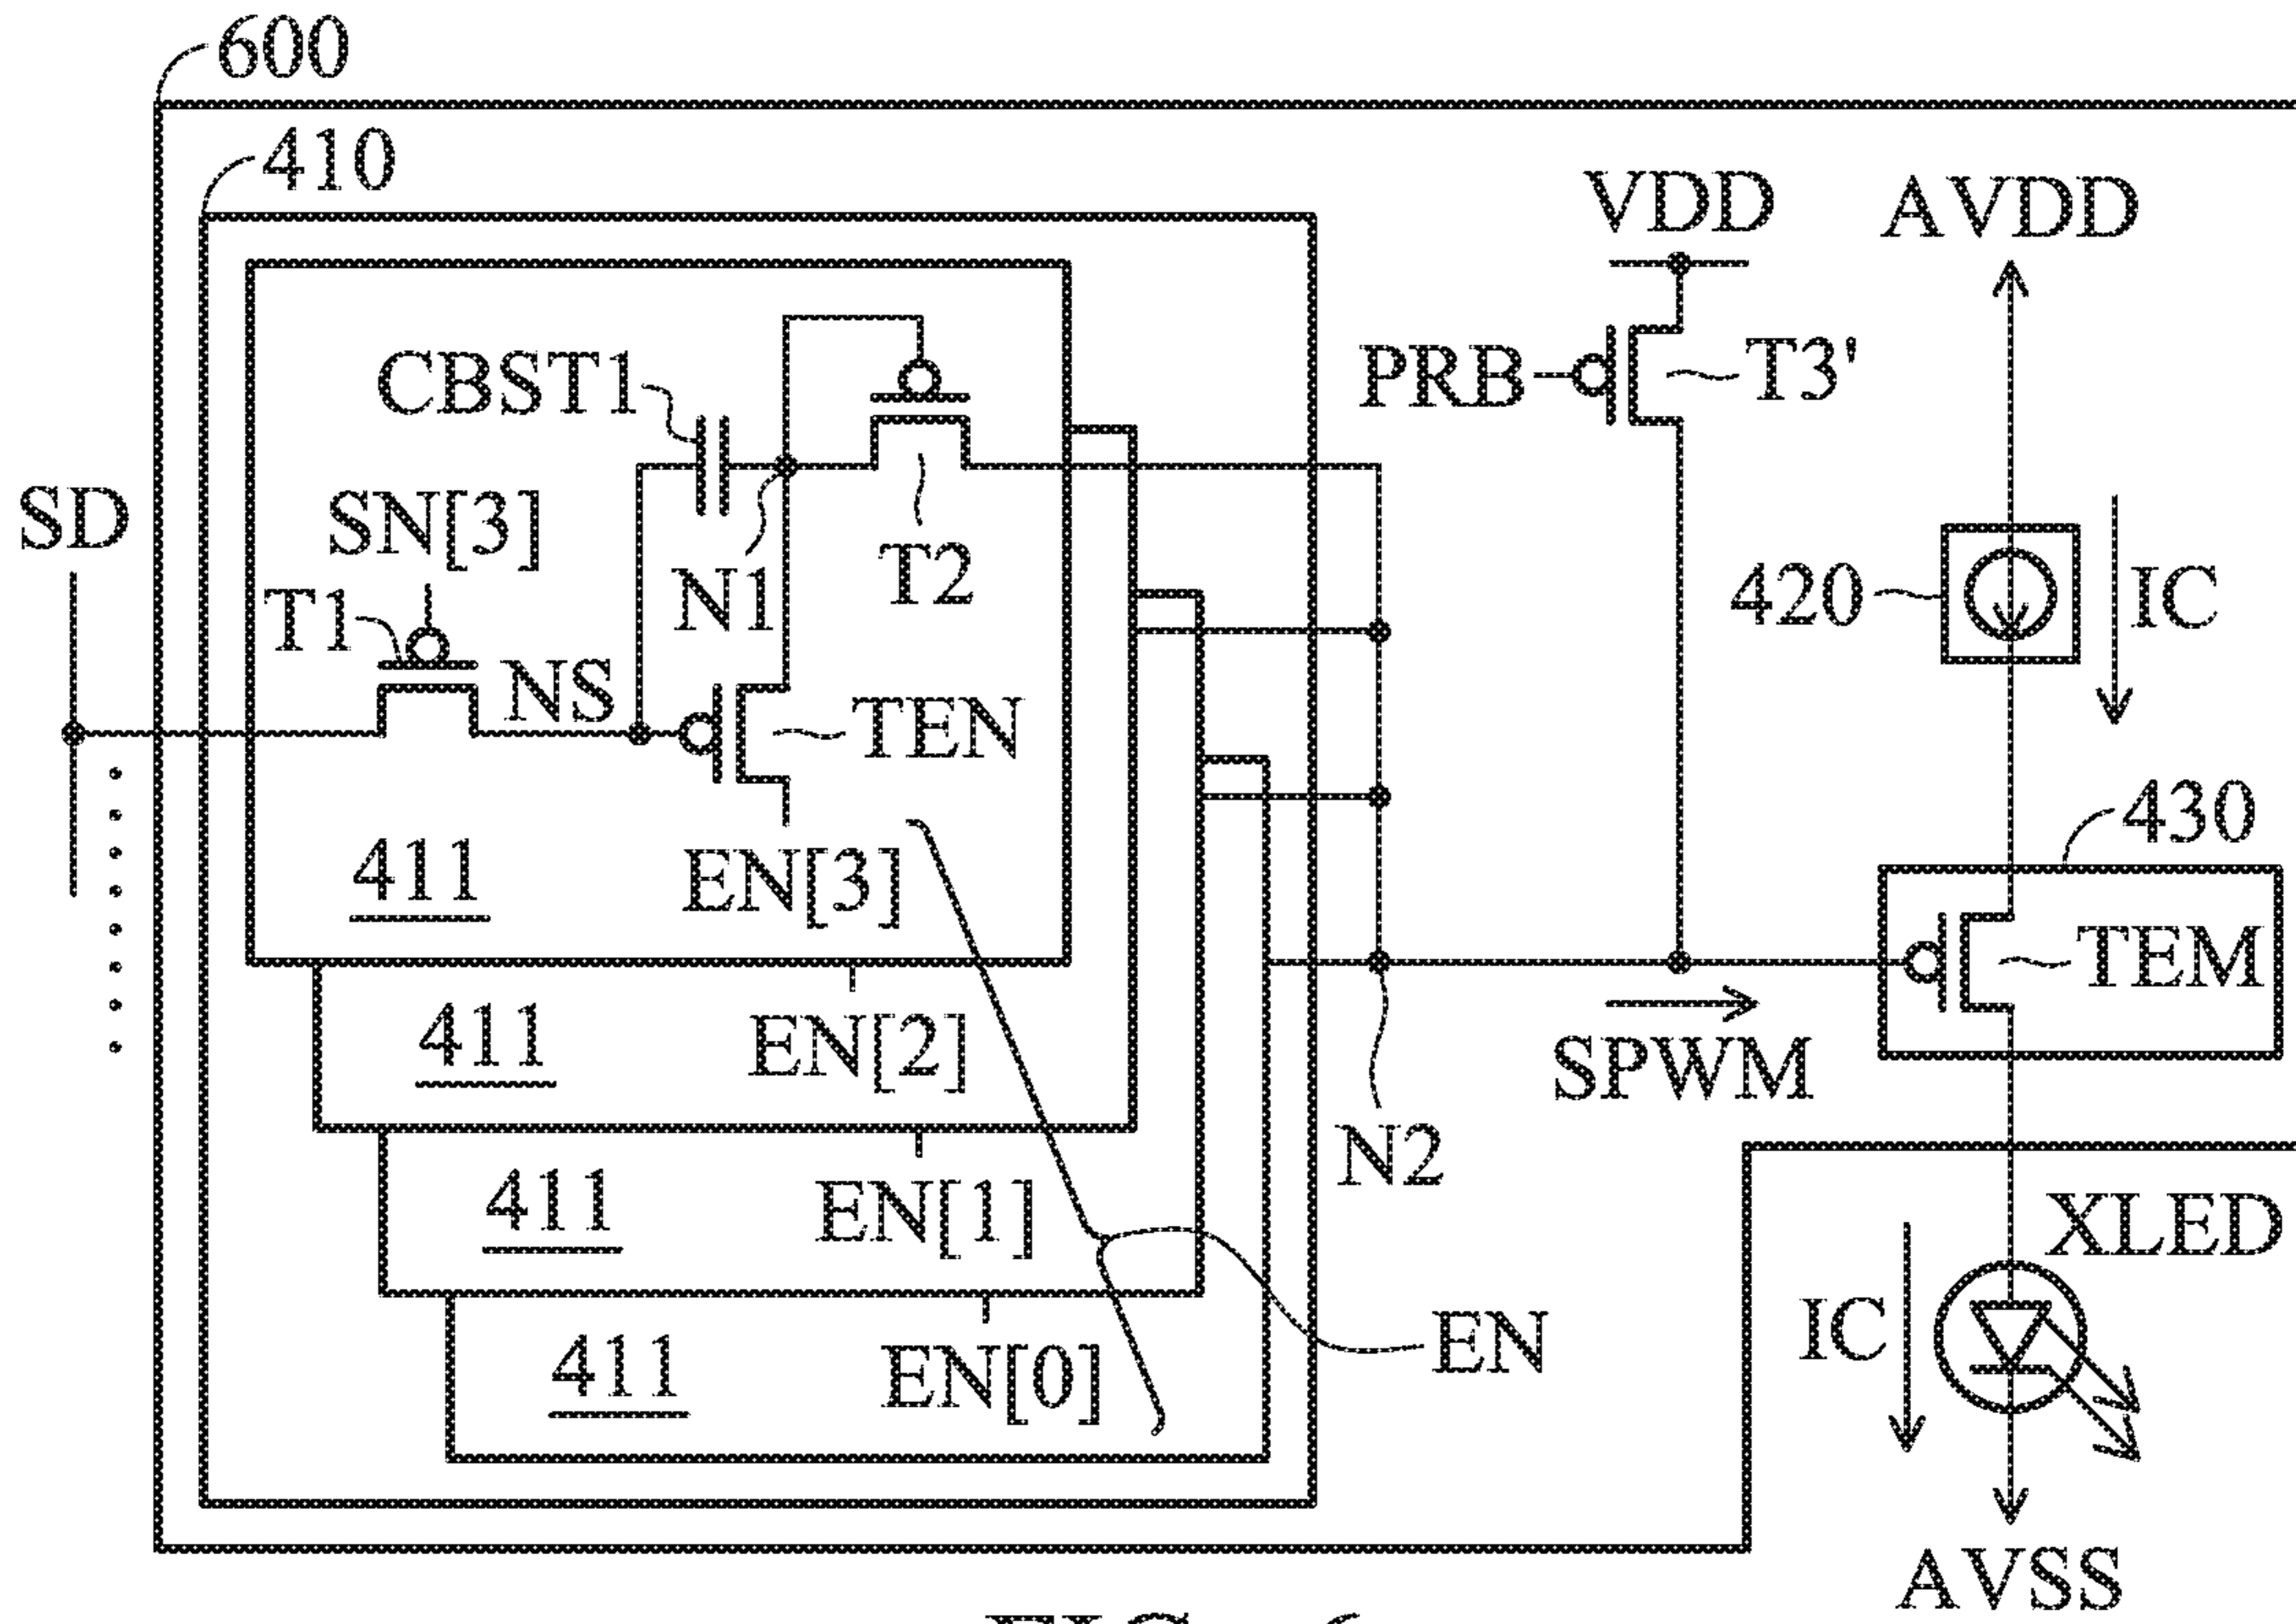 600
410
VDD
AVDD
CBST1
PRB
T3'
SD
SN[3]
T1
N1
T2
420
IC
NS
TEN
411
EN[3]
430
TEM
411
EN[2]
SPWM
N2
411
EN[1]
XLED
411
EN[0]
EN
IC
AVSS